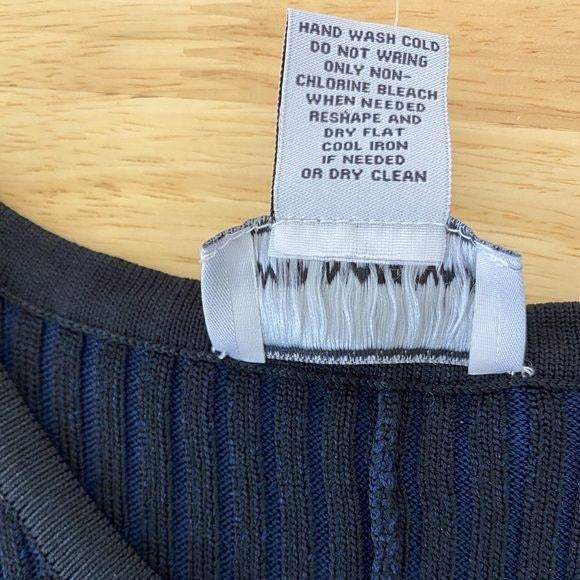 HAND WASH COLD
DO NOT WRING
ONLY NON-
CHLORINE BLEACH
WHEN NEEDED
RESHAPE AND
DRY FLAT
COOL IRON
IF NEEDED
OR DRY CLEAN